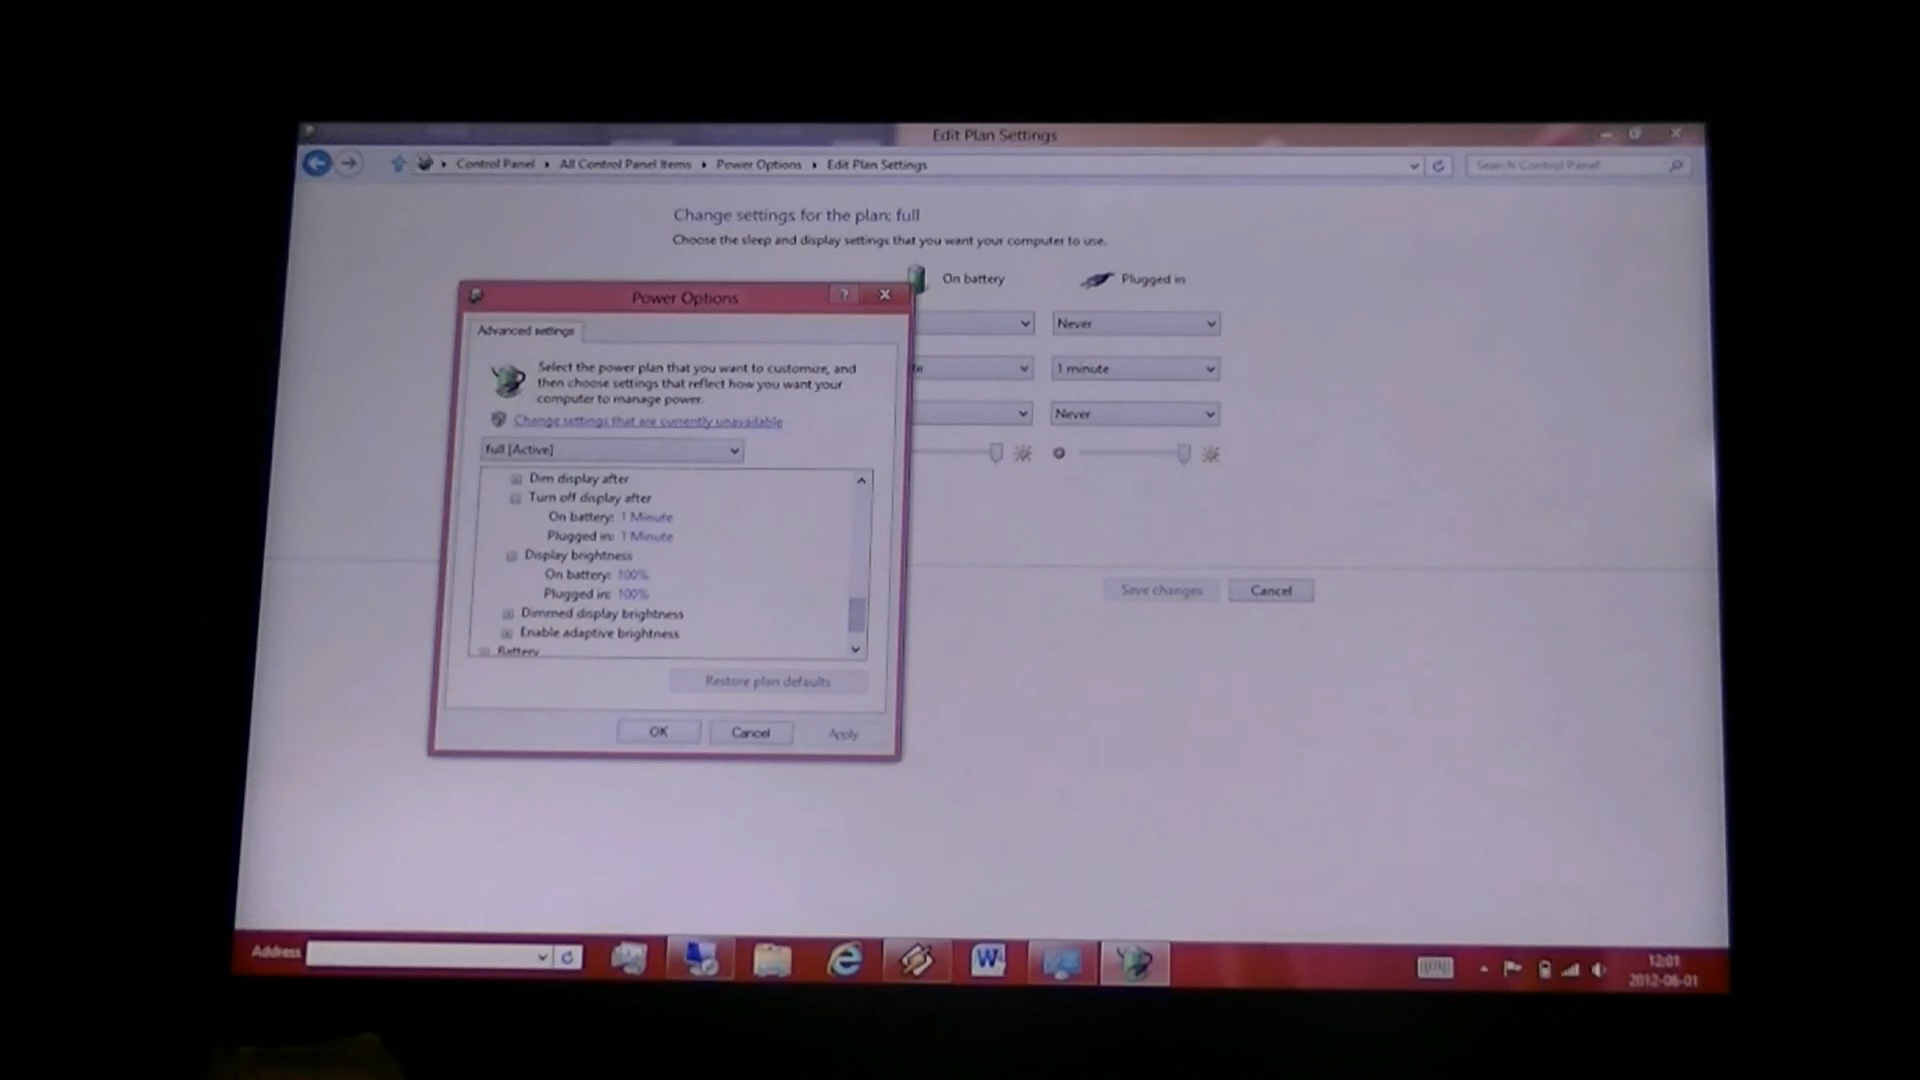 Edit Plan Settings
Control Panel All Control Panel Items Power Options Edit Plan Settings
Search Control Panel
Change settings for the plan: full
Choose the sleep and display settings that you want your computer to use.
On battery Plugged in
Never
1 minute
Never
Save changes Cancel
Power Options
?
Advanced settings
Select the power plan that you want to customize, and
then choose settings that reflect how you want your
computer to manage power.
Change settings that are currently unavailable
full [Active]
Dim display after
Turn off display after
On battery: 1 Minute
Plugged in: 1 Minute
Display brightness
On battery: 100%
Plugged in: 100%
Dimmed display brightness
Enable adaptive brightness
Battery
Restore plan defaults
OK Cancel Apply
Address
W
12:01
2012-06-01